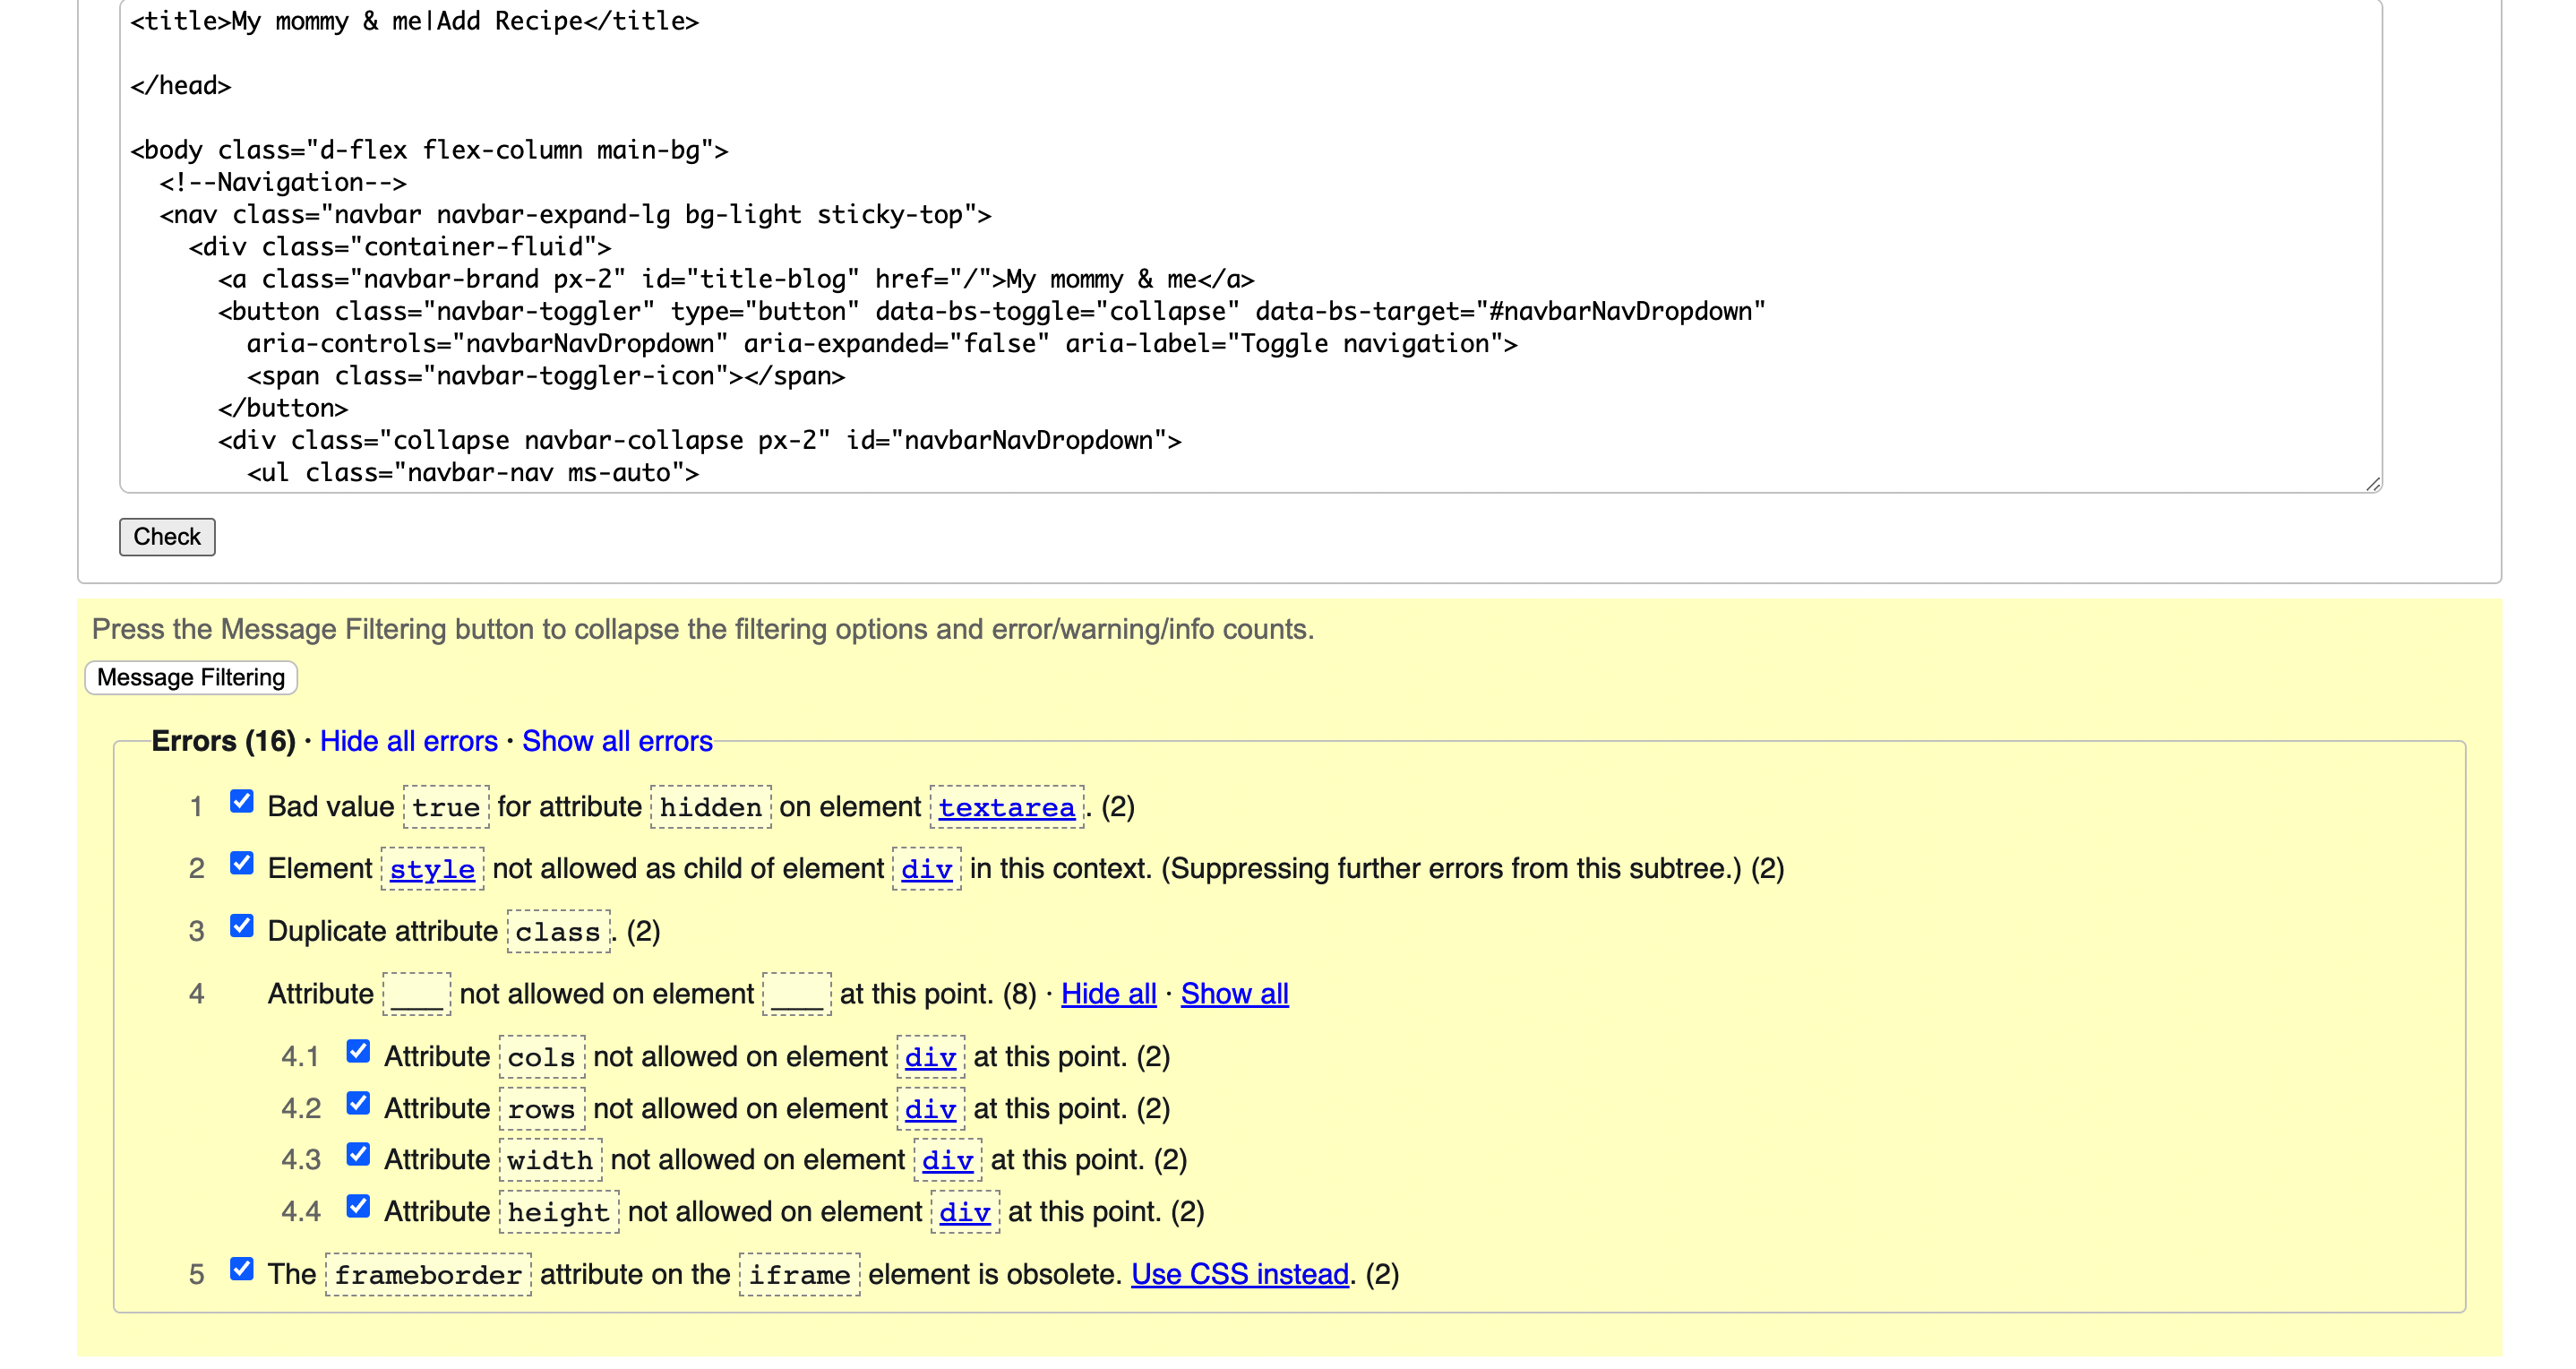 <title>My mommy & me|Add Recipe</title>
</head>
<body class="d-flex flex-column main-bg">
<!--Navigation-->
<nav class="navbar navbar-expand-lg bg-light sticky-top">
<div class="container-fluid">
<a class="navbar-brand px-2" id="title-blog" href="/">My mommy & me</a>
<button class="navbar-toggler" type="button" data-bs-toggle="collapse" data-bs-target="#navbarNavDropdown"
aria-controls="navbarNavDropdown" aria-expanded="false" aria-label="Toggle navigation">
<span class="navbar-toggler-icon"></span>
</button>
<div class="collapse navbar-collapse px-2" id="navbarNavDropdown">
<ul class="navbar-nav ms-auto">
Check
Press the Message Filtering button to collapse the filtering options and error/warning/info counts.
Message Filtering
Errors (16) · Hide all errors · Show all errors
1 Bad value true for attribute hidden on element textarea. (2)
2 Element style not allowed as child of element div in this context. (Suppressing further errors from this subtree.) (2)
3 Duplicate attribute class. (2)
4 Attribute ___ not allowed on element ___ at this point. (8) · Hide all · Show all
4.1 Attribute cols not allowed on element div at this point. (2)
4.2 Attribute rows not allowed on element div at this point. (2)
4.3 Attribute width not allowed on element div at this point. (2)
4.4 Attribute height not allowed on element div at this point. (2)
5 The frameborder attribute on the iframe element is obsolete. Use CSS instead. (2)